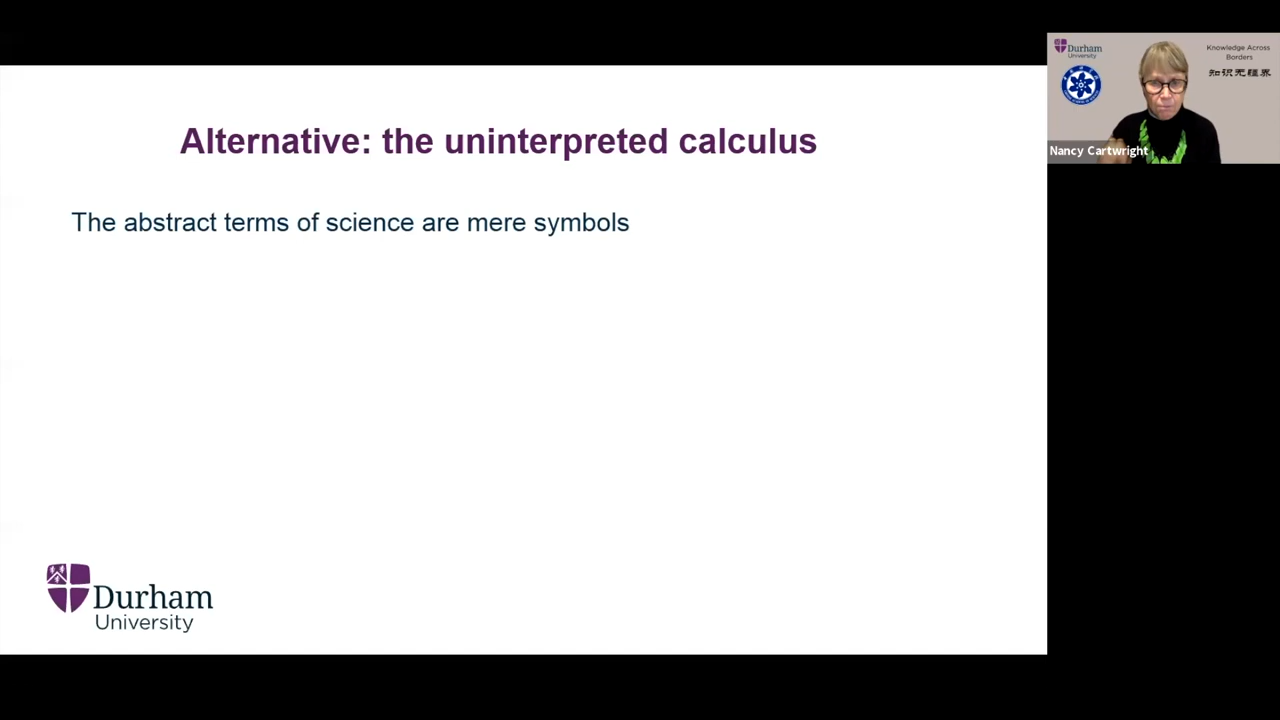 Alternative: the uninterpreted calculus
The abstract terms of science are mere symbols
Durham
University
Durham
University
Knowledge Across
Borders
知识无疆界
Nancy Cartwright